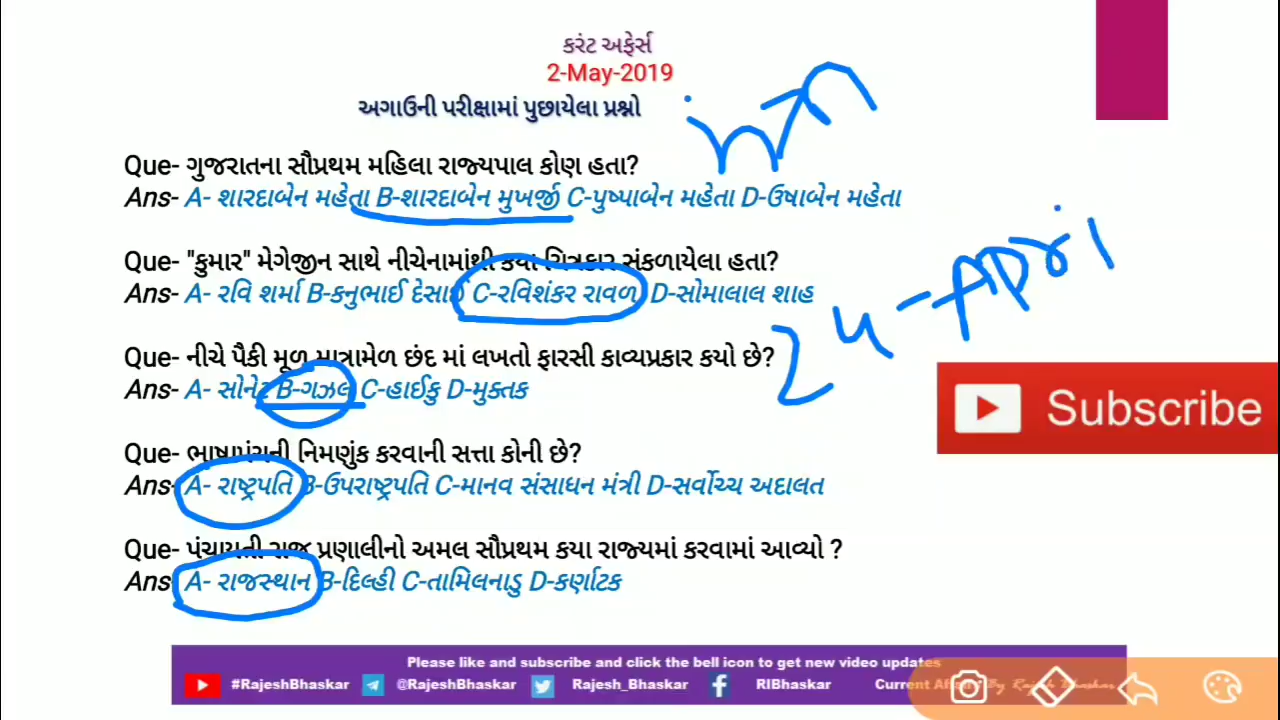 કરંટ અફેર્સ
2-May-2019
અગાઉની પરીક્ષામાં પુછાયેલા પ્રશ્નો
Que- ગુજરાતના સૌપ્રથમ મહિલા રાજ્યપાલ કોણ હતા?
Ans- A- શારદાબેન મહેતા B-શારદાબેન મુખર્જી C-પુષ્પાબેન મહેતા D-ઉષાબેન મહેતા
Que- "કુમાર" મેગેજીન સાથે નીચેનામાંથી કયા ચિત્રકાર સંકળાયેલા હતા?
Ans- A- રવિ શર્મા B-કનુભાઈ દેસાઈ C-રવિશંકર રાવળ D-સોમાલાલ શાહ
24-April
Que- નીચે પૈકી મૂળ માત્રામેળ છંદ માં લખતો ફારસી કાવ્યપ્રકાર કયો છે?
Ans- A- સોનેટ B-ગઝલ C-હાઈકુ D-મુક્તક
Subscribe
Que- ભાષાપંચની નિમણુંક કરવાની સત્તા કોની છે?
Ans- A- રાષ્ટ્રપતિ B-ઉપરાષ્ટ્રપતિ C-માનવ સંસાધન મંત્રી D-સર્વોચ્ચ અદાલત
Que- પંચાયતી રાજ પ્રણાલીનો અમલ સૌપ્રથમ કયા રાજ્યમાં કરવામાં આવ્યો ?
Ans- A- રાજસ્થાન B-દિલ્હી C-તામિલનાડુ D-કર્ણાટક
Please like and subscribe and click the bell icon to get new video updates
#RajeshBhaskar @RajeshBhaskar Rajesh_Bhaskar RIBhaskar Current Affairs By Rajesh Bhaskar